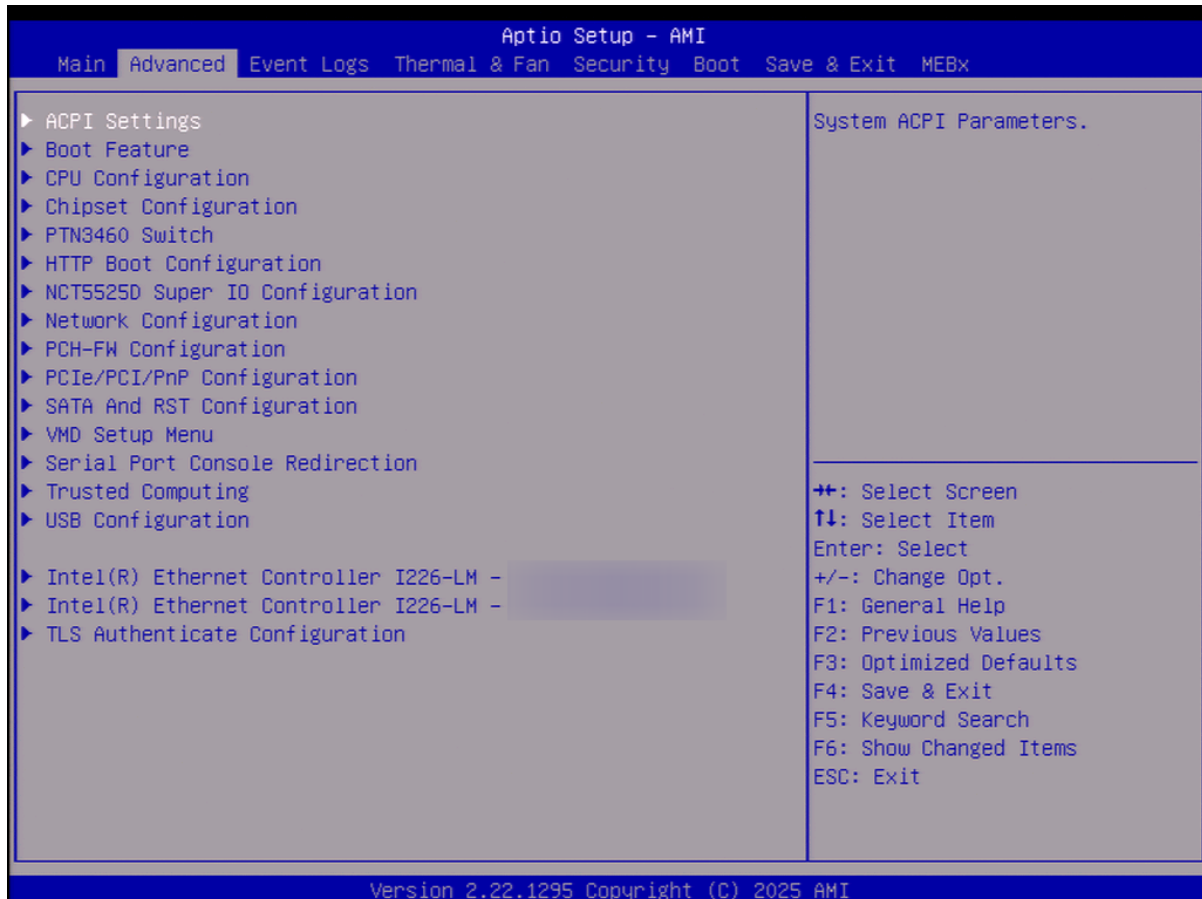 Aptio Setup – AMI
Main Advanced Event Logs Thermal & Fan Security Boot Save & Exit MEBx
ACPI Settings
Boot Feature
CPU Configuration
Chipset Configuration
PTN3460 Switch
HTTP Boot Configuration
NCT5525D Super IO Configuration
Network Configuration
PCH-FW Configuration
PCIe/PCI/PnP Configuration
SATA And RST Configuration
VMD Setup Menu
Serial Port Console Redirection
Trusted Computing
USB Configuration
Intel(R) Ethernet Controller I226-LM –
Intel(R) Ethernet Controller I226-LM –
TLS Authenticate Configuration
System ACPI Parameters.
→←: Select Screen
↑↓: Select Item
Enter: Select
+/-: Change Opt.
F1: General Help
F2: Previous Values
F3: Optimized Defaults
F4: Save & Exit
F5: Keyword Search
F6: Show Changed Items
ESC: Exit
Version 2.22.1295 Copyright (C) 2025 AMI